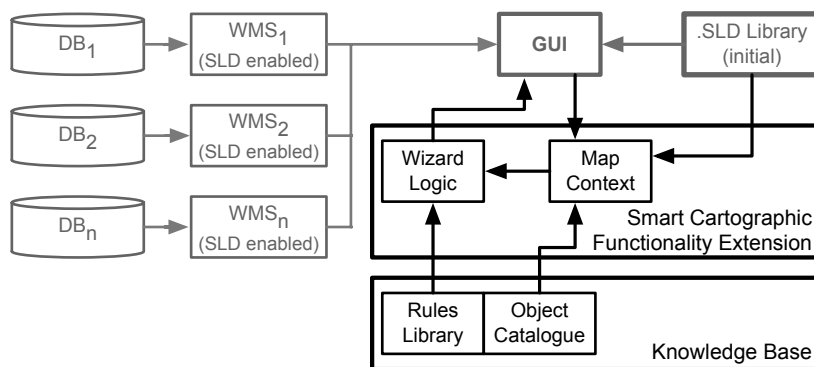 DB1
WMS1
(SLD enabled)
GUI
.SLD Library
(initial)
DB2
WMS2
(SLD enabled)
Wizard
Logic
Map
Context
DBn
WMSn
(SLD enabled)
Smart Cartographic
Functionality Extension
Rules
Library
Object
Catalogue
Knowledge Base